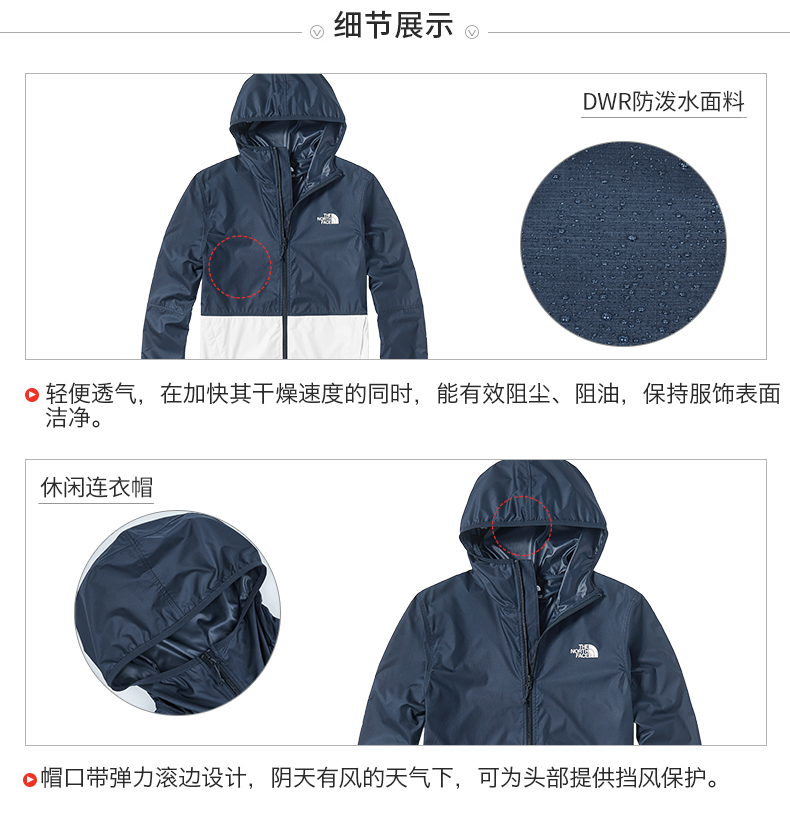 细节展示
DWR防泼水面料
THE
NORTH
FACE
轻便透气，在加快其干燥速度的同时，能有效阻尘、阻油，保持服饰表面
洁净。
休闲连衣帽
THE
NORTH
FACE
帽口带弹力滚边设计，阴天有风的天气下，可为头部提供挡风保护。